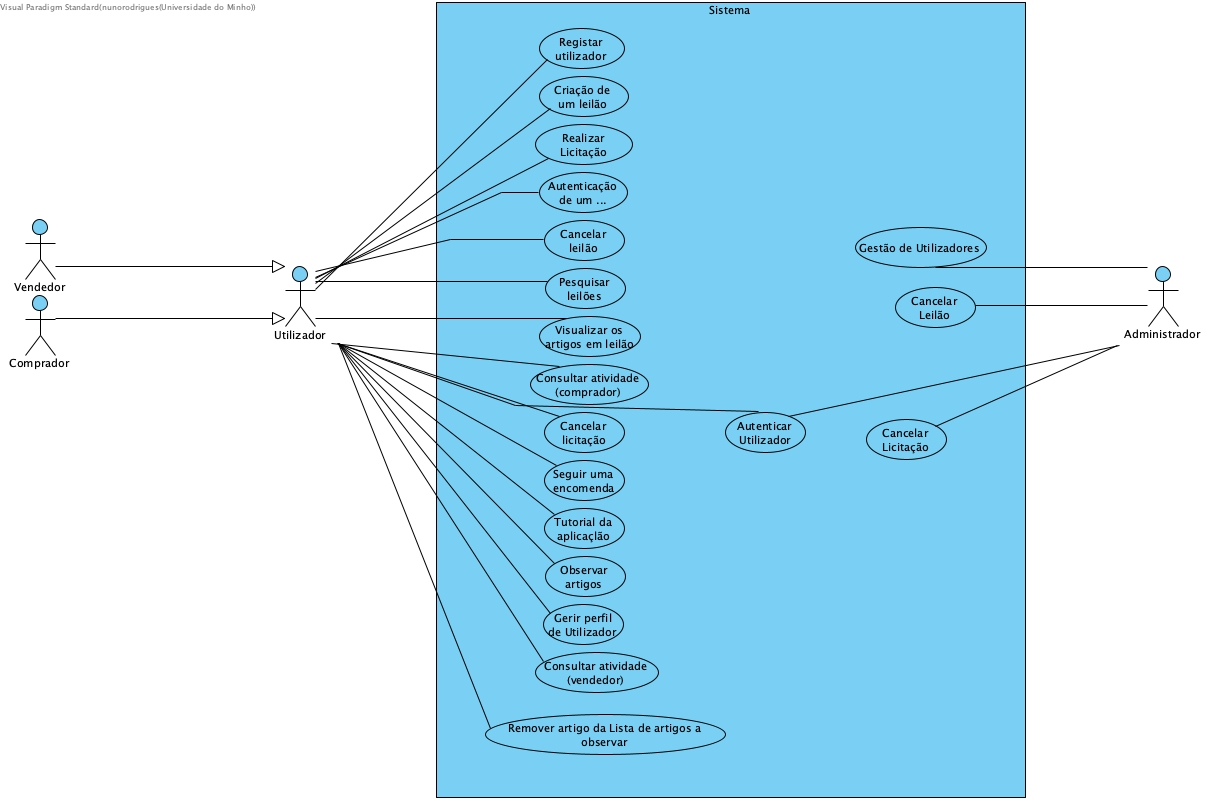 Visual Paradigm Standard(nunorodrigues(Universidade do Minho))
Sistema
Registar
utilizador
Criação de
um leilão
Realizar
Licitação
Autenticação
de um ...
Cancelar
leilão
Pesquisar
leilões
Visualizar os
artigos em leilão
Consultar atividade
(comprador)
Cancelar
licitação
Seguir uma
encomenda
Tutorial da
aplicaçlão
Observar
artigos
Gerir perfil
de Utilizador
Consultar atividade
(vendedor)
Remover artigo da Lista de artigos a
observar
Vendedor
Comprador
Utilizador
Autenticar
Utilizador
Gestão de Utilizadores
Cancelar
Leilão
Cancelar
Licitação
Administrador